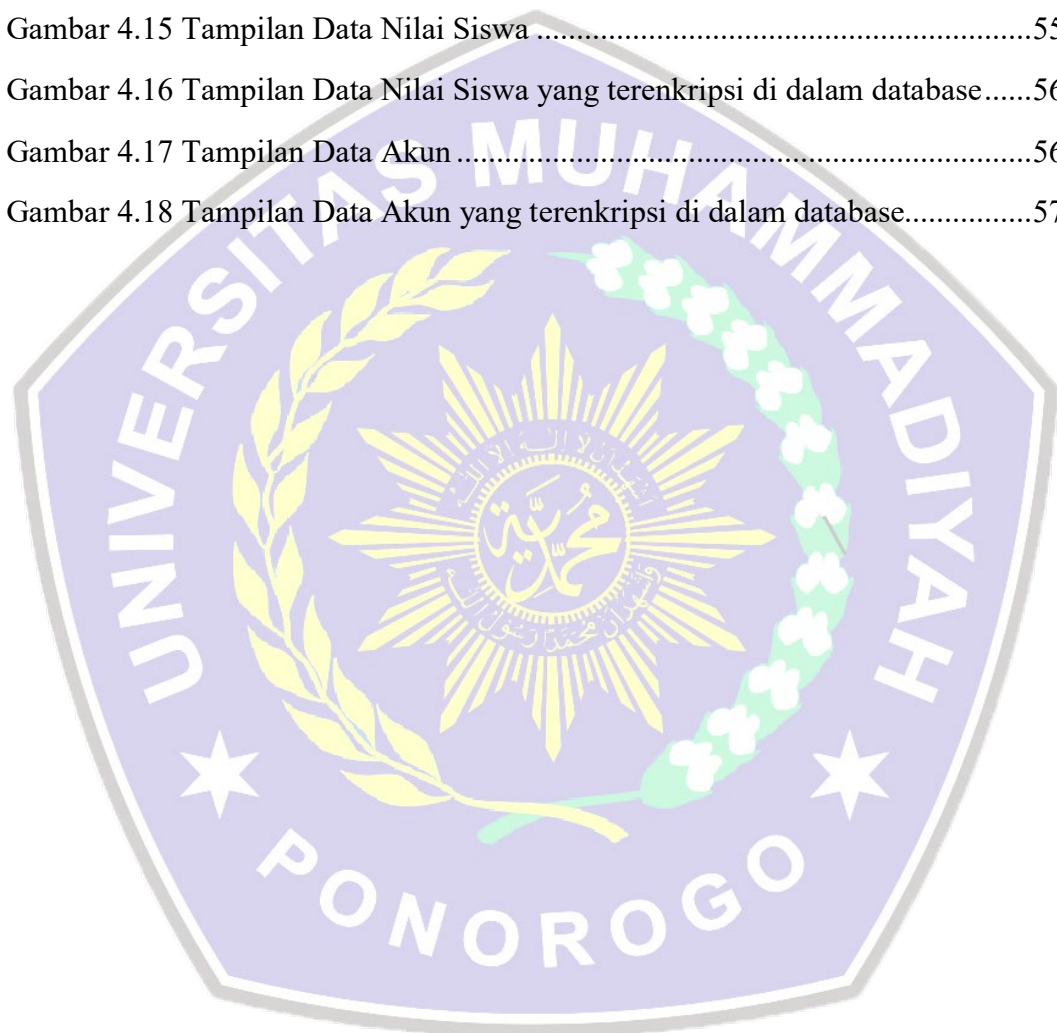 Gambar 4.15 Tampilan Data Nilai Siswa ............................................................. 55
Gambar 4.16 Tampilan Data Nilai Siswa yang terenkripsi di dalam database ...... 56
Gambar 4.17 Tampilan Data Akun ....................................................................... 56
Gambar 4.18 Tampilan Data Akun yang terenkripsi di dalam database ............... 57
UNIVERSITAS MUHAMMADIYAH
محمدية
PONOROGO